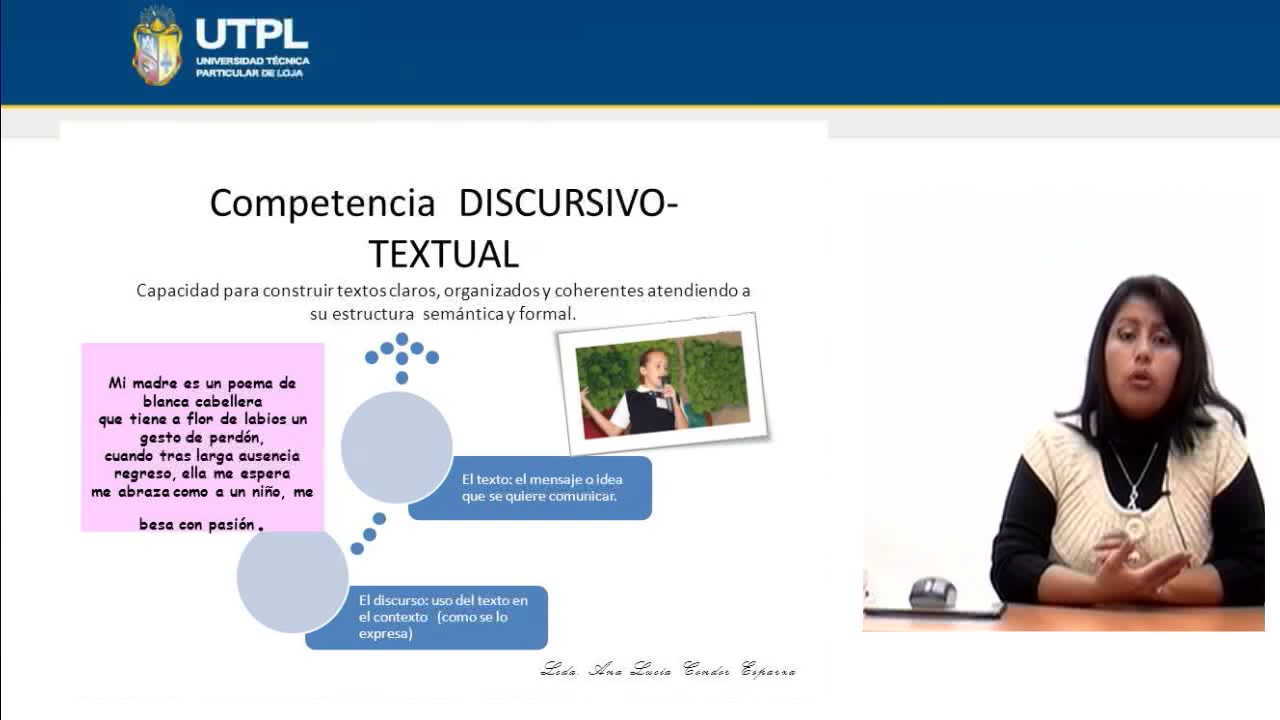 UTPL
UNIVERSIDAD TÉCNICA
PARTICULAR DE LOJA
Competencia DISCURSIVO-
TEXTUAL
Capacidad para construir textos claros, organizados y coherentes atendiendo a
su estructura semántica y formal.
Mi madre es un poema de
blanca cabellera
que tiene a flor de labios un
gesto de perdón,
cuando tras larga ausencia
regreso, ella me espera
me abraza como a un niño, me
besa con pasión.
El texto: el mensaje o idea
que se quiere comunicar.
El discurso: uso del texto en
el contexto (como se lo
expresa)
Lcda. Ana Lucía Condor Esparza